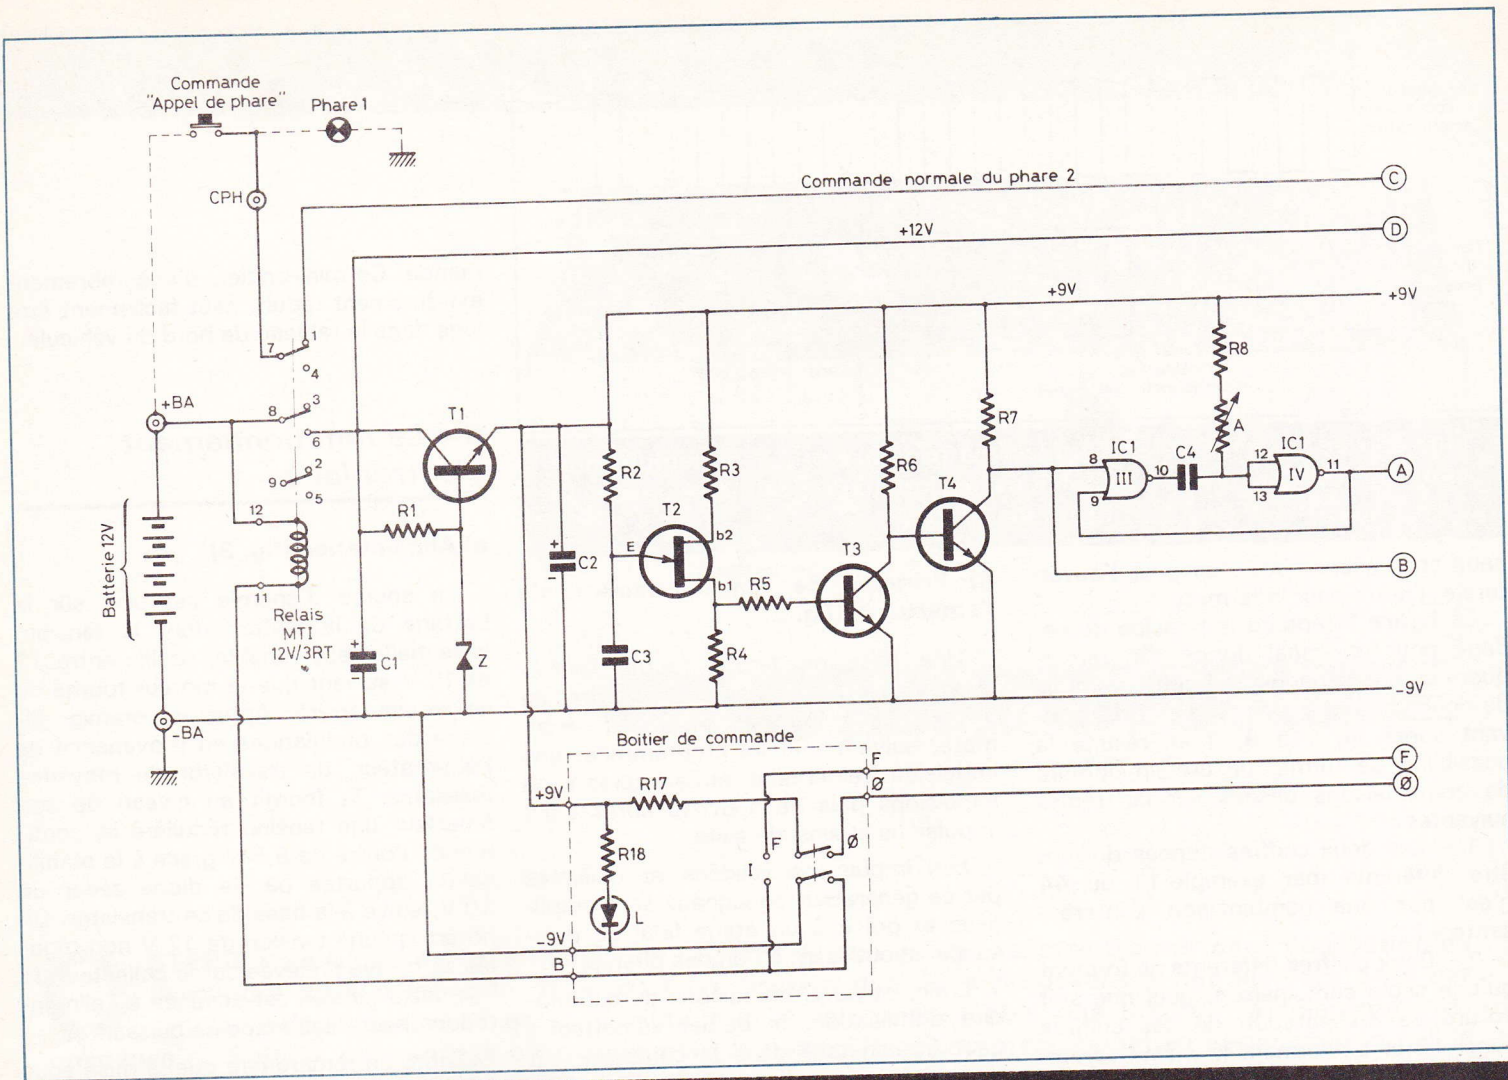 Commande
"Appel de phare"
Phare 1
CPH
Commande normale du phare 2
C
+12V
D
+9V
+9V
7
1
4
+BA
8
3
6
2
9
5
12
11
T1
R1
R2
R3
R6
R7
R8
A
IC1
8
III
10
9
C4
IC1
12
IV
11
13
A
Batterie 12V
Relais
MTI
12V/3RT
+
C1
-
Z
+
C2
-
T2
E
b2
b1
R5
T3
T4
B
C3
R4
-9V
-BA
Boitier de commande
F
F
Ø
Ø
+9V
R17
R18
F
Ø
I
L
-9V
B